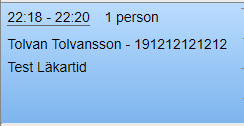 22:18 - 22:20 1 person
Tolvan Tolvansson - 191212121212
Test Läkartid